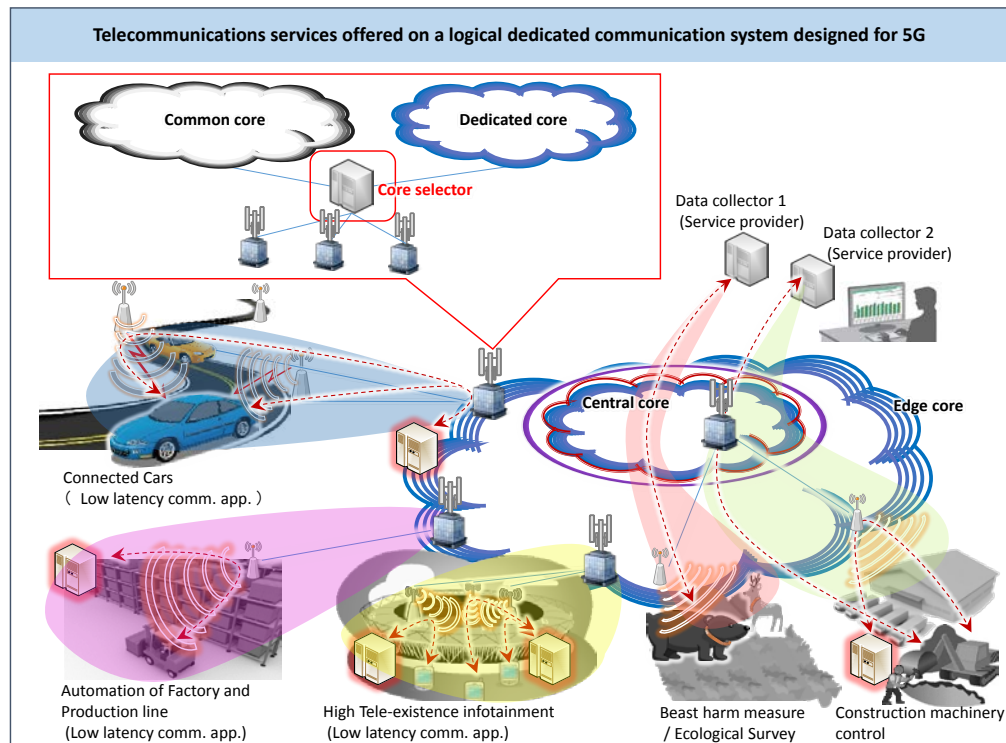 Telecommunications services offered on a logical dedicated communication system designed for 5G
Common core
Dedicated core
Core selector
Data collector 1
(Service provider)
Data collector 2
(Service provider)
Central core
Edge core
Connected Cars
( Low latency comm. app. )
Automation of Factory and
Production line
(Low latency comm. app.)
High Tele-existence infotainment
(Low latency comm. app.)
Beast harm measure
/ Ecological Survey
Construction machinery
control